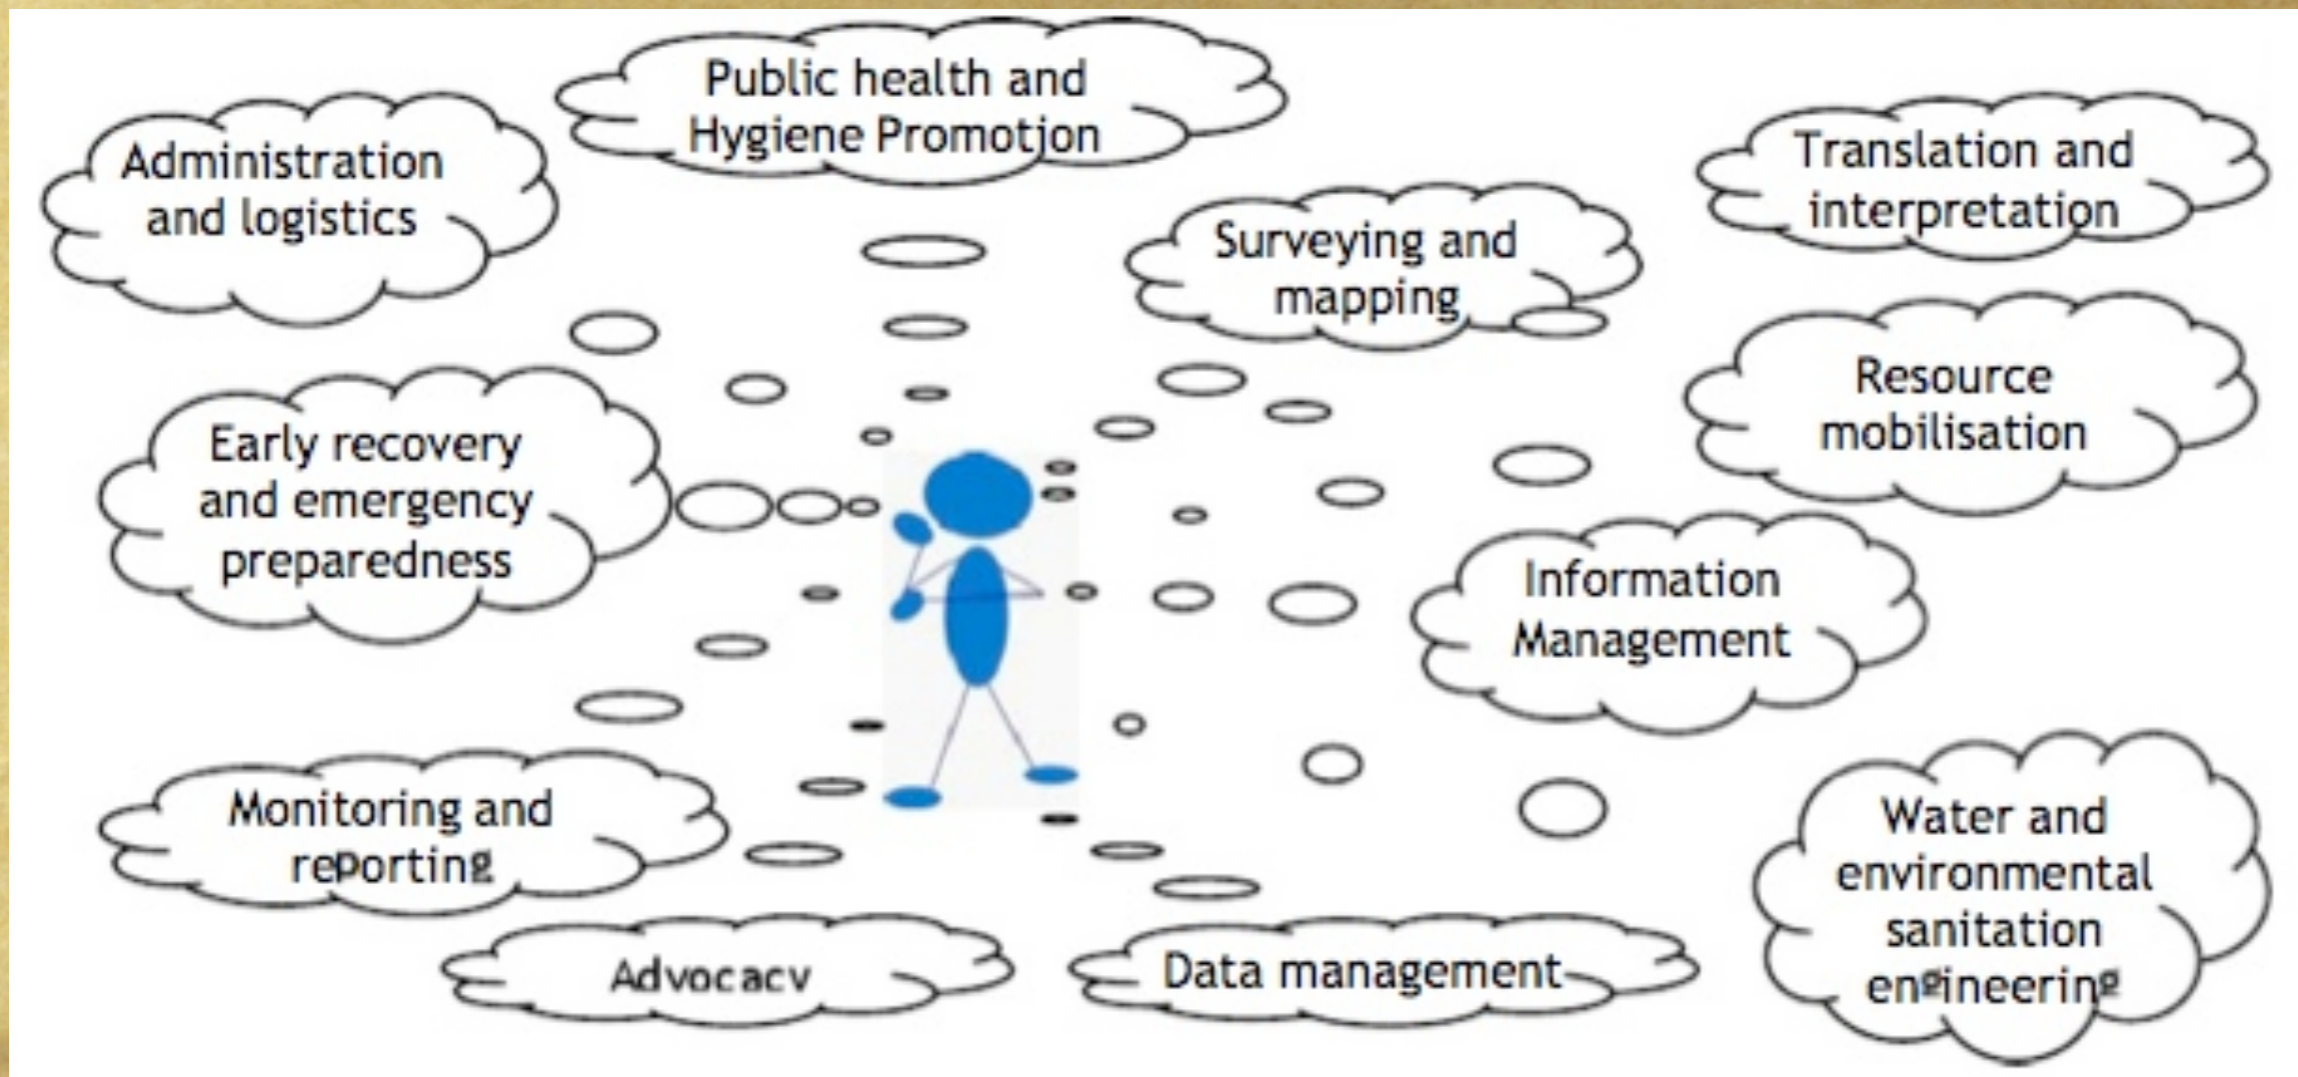 Public health and
Hygiene Promotion
Administration
and logistics
Translation and
interpretation
Surveying and
mapping
Resource
mobilisation
Early recovery
and emergency
preparedness
Information
Management
Monitoring and
reporting
Water and
environmental
sanitation
engineering
Advocacy
Data management